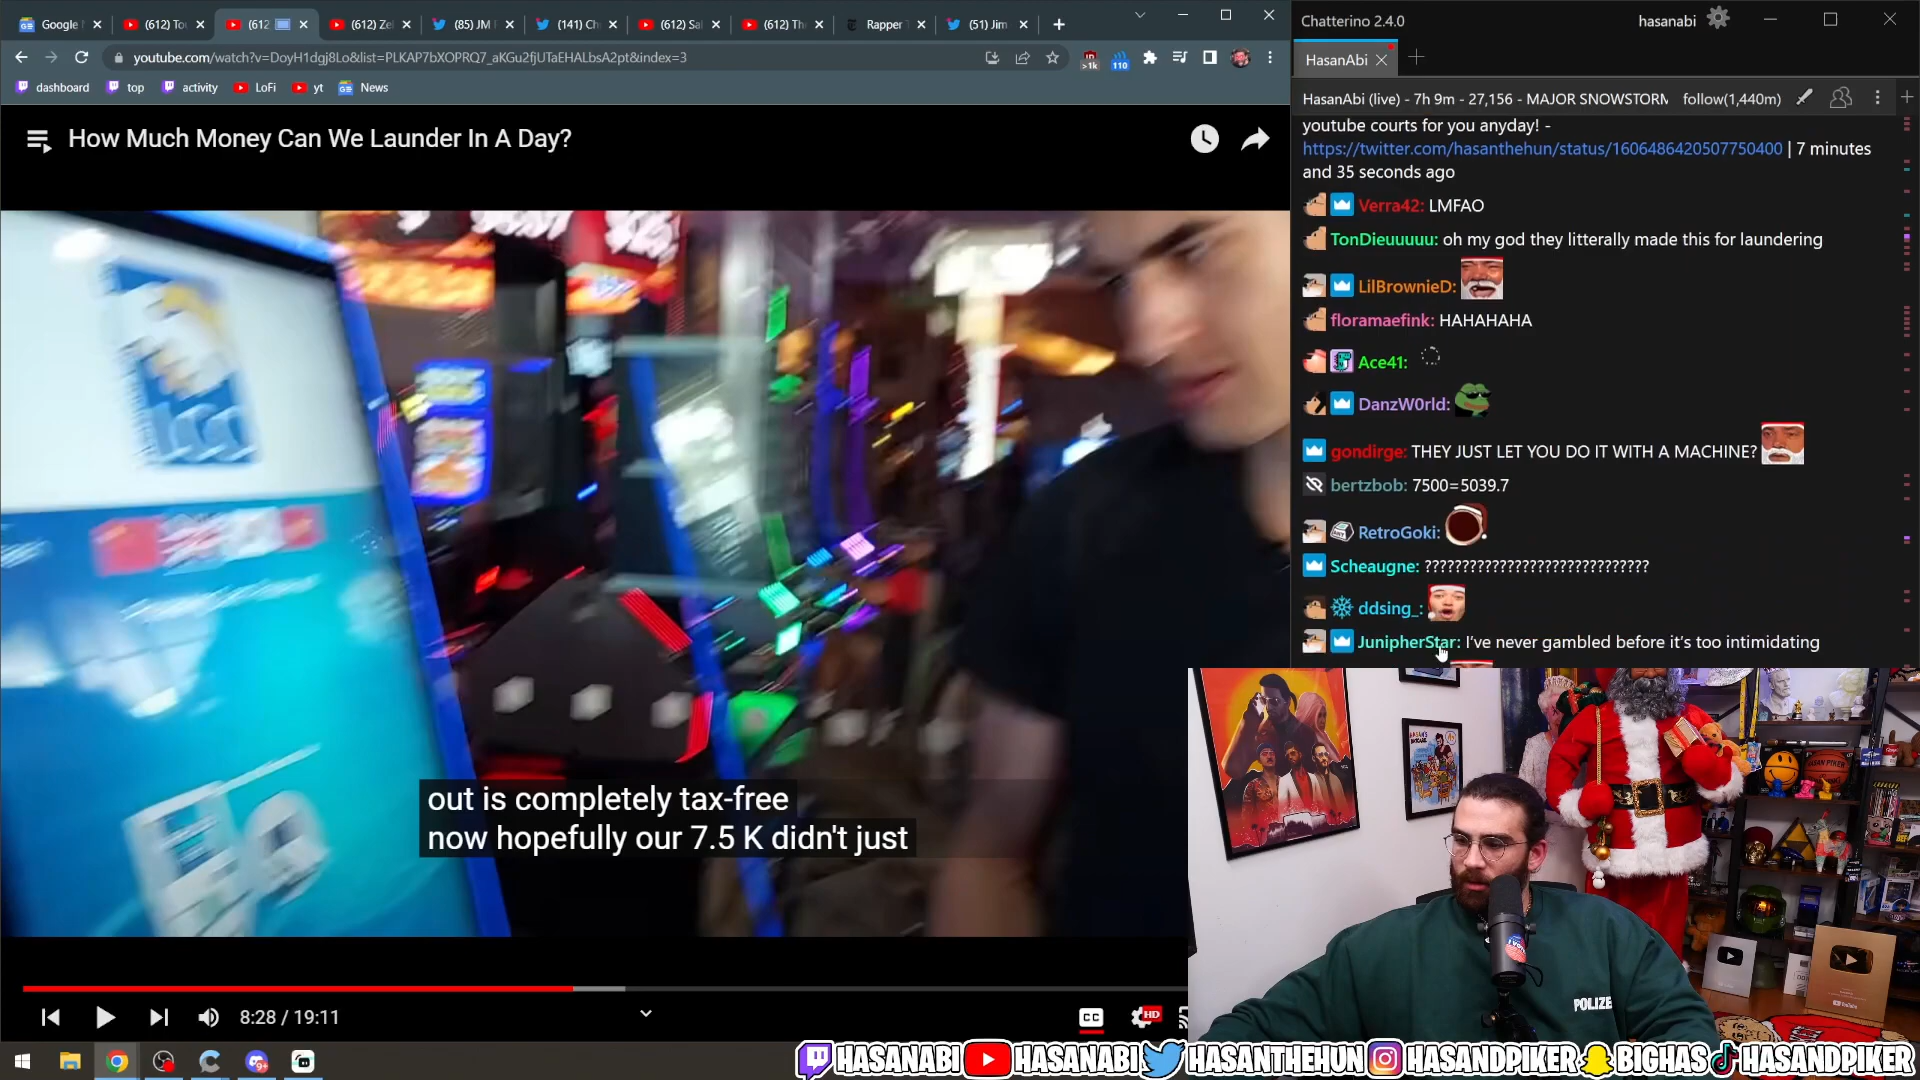 Google
(612) To
(612
(612) Zel
(85) JM F
(141) Ch
(612) Sal
(612) Th
Rapper
(51) Jim
youtube.com/watch?v=DoyH1dgj8Lo&list=PLKAP7bXOPRQ7_aKGu2fjUTaEHALbsA2pt&index=3
>1k
110
dashboard
top
activity
LoFi
yt
News
How Much Money Can We Launder In A Day?
out is completely tax-free
now hopefully our 7.5 K didn't just
8:28 / 19:11
CC
HD
Chatterino 2.4.0
hasanabi
HasanAbi
HasanAbi (live) - 7h 9m - 27,156 - MAJOR SNOWSTORM
follow(1,440m)
youtube courts for you anyday! -
https://twitter.com/hasanthehun/status/1606486420507750400 | 7 minutes
and 35 seconds ago
Verra42: LMFAO
TonDieuuuuu: oh my god they litterally made this for laundering
LilBrownieD:
floramaefink: HAHAHAHA
Ace41:
DanzW0rld:
gondirge: THEY JUST LET YOU DO IT WITH A MACHINE?
bertzbob: 7500=5039.7
RetroGoki:
Scheaugne: ??????????????????????????????
ddsing_:
JunipherStar: I've never gambled before it's too intimidating
POLIZE
HASANABI
HASANABI
HASANTHEHUN
HASANDPIKER
BIGHAS
HASANDPIKER